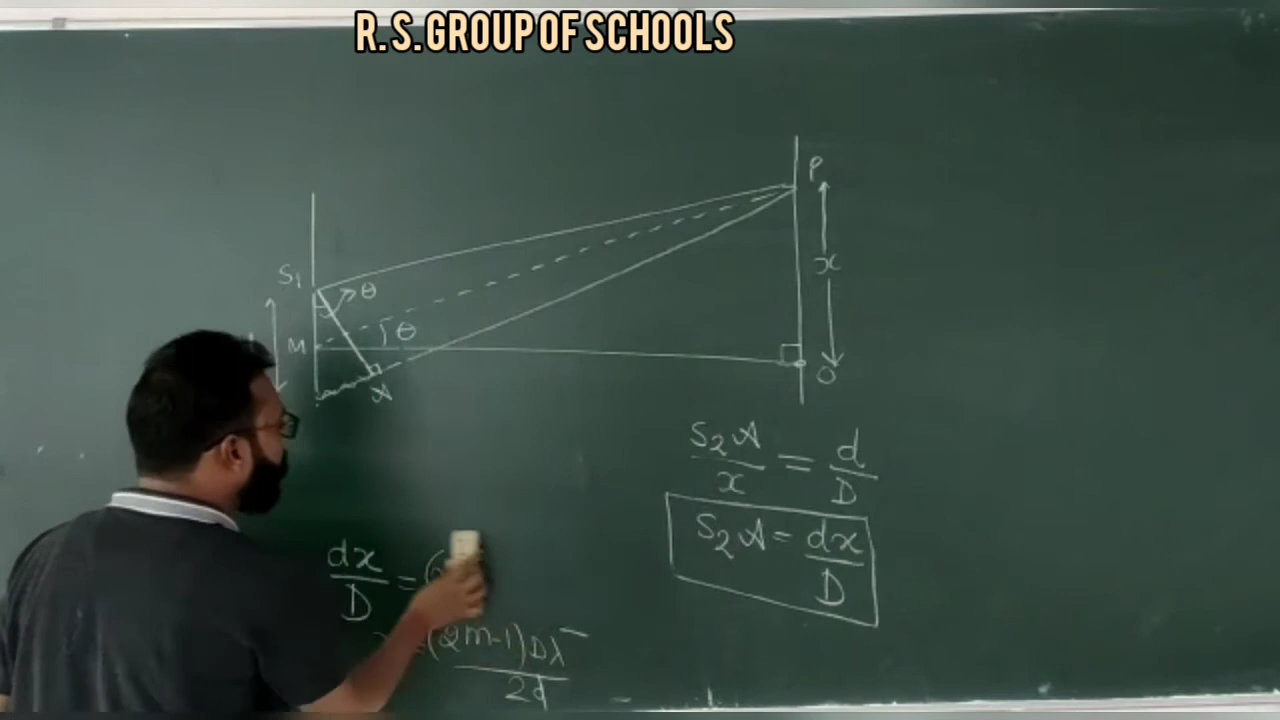 R. S. GROUP OF SCHOOLS
P
S₁
θ
x
M
θ
A
O
S₂A/x = d/D
S₂A = dx/D
dx/D = (
(2m-1)Dλ/2d